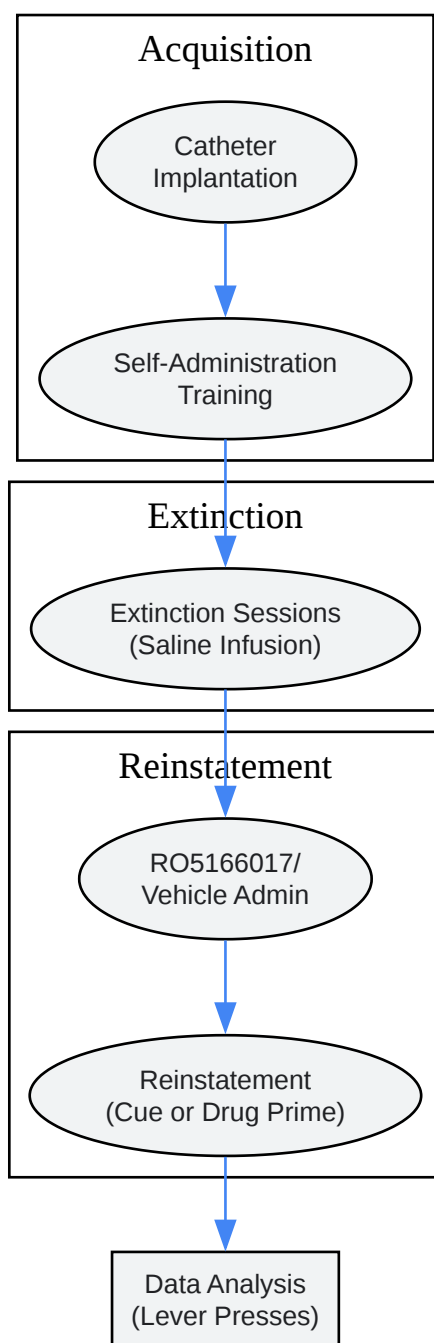 Acquisition
Catheter
Implantation
Self-Administration
Training
Extinction
Extinction Sessions
(Saline Infusion)
Reinstatement
RO5166017/
Vehicle Admin
Reinstatement
(Cue or Drug Prime)
Data Analysis
(Lever Presses)